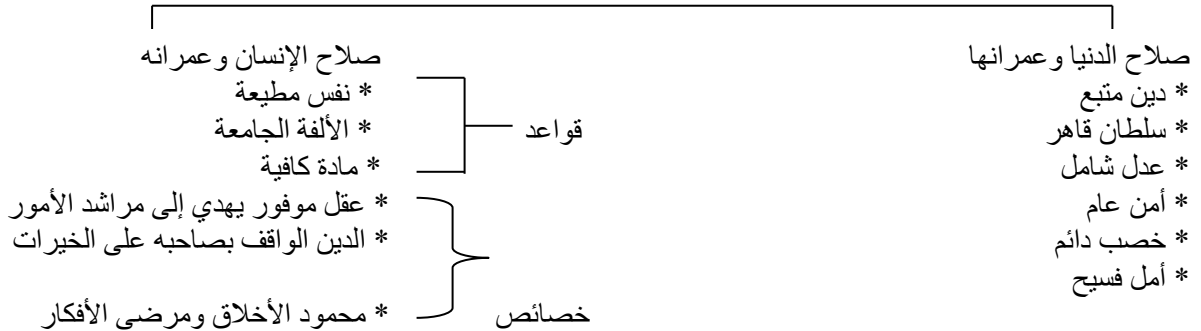 صلاح الدنيا وعمرانها
* دين متبع
* سلطان قاهر
* عدل شامل
* أمن عام
* خصب دائم
* أمل فسيح
صلاح الإنسان وعمرانه
* نفس مطيعة
* الألفة الجامعة
* مادة كافية
قواعد
* عقل موفور يهدي إلى مراشد الأمور
* الدين الواقف بصاحبه على الخيرات
* محمود الأخلاق ومرضي الأفكار
خصائص